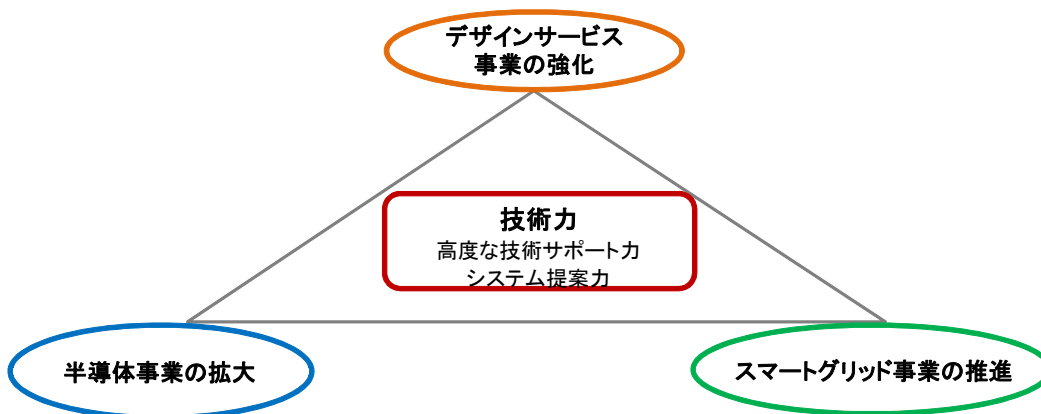 デザインサービス
事業の強化
技術力
高度な技術サポート力
システム提案力
半導体事業の拡大
スマートグリッド事業の推進